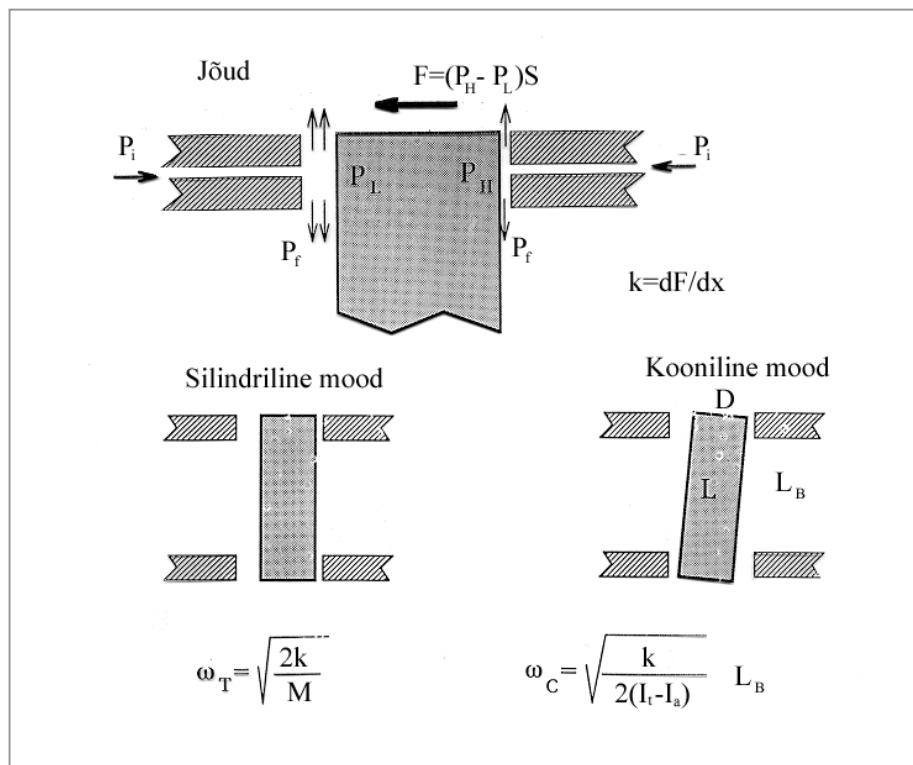 Jõud
F=(P_H- P_L)S
P_i
P_L
P_H
P_i
P_f
P_f
k=dF/dx
Silindriline mood
Kooniline mood
D
L
L_B
ω_T=√(2k/M)
ω_C=√(k/2(I_t-I_a)) L_B